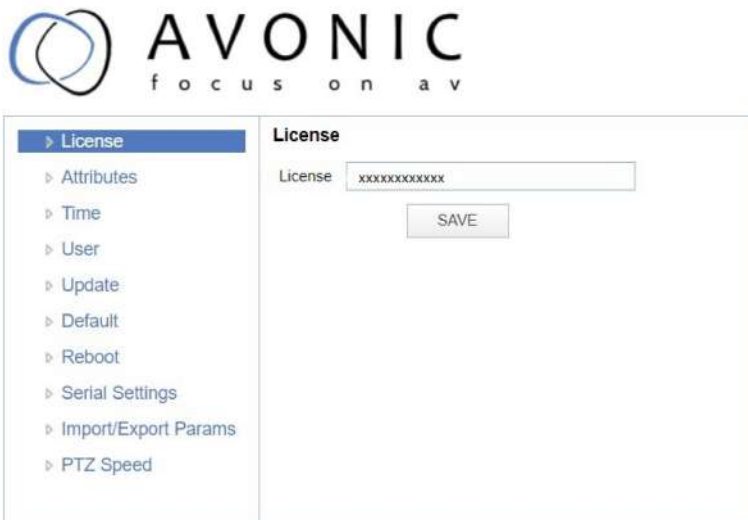 AVONIC
focus on av
License
Attributes
Time
User
Update
Default
Reboot
Serial Settings
Import/Export Params
PTZ Speed
License
License xxxxxxxxxxxx
SAVE